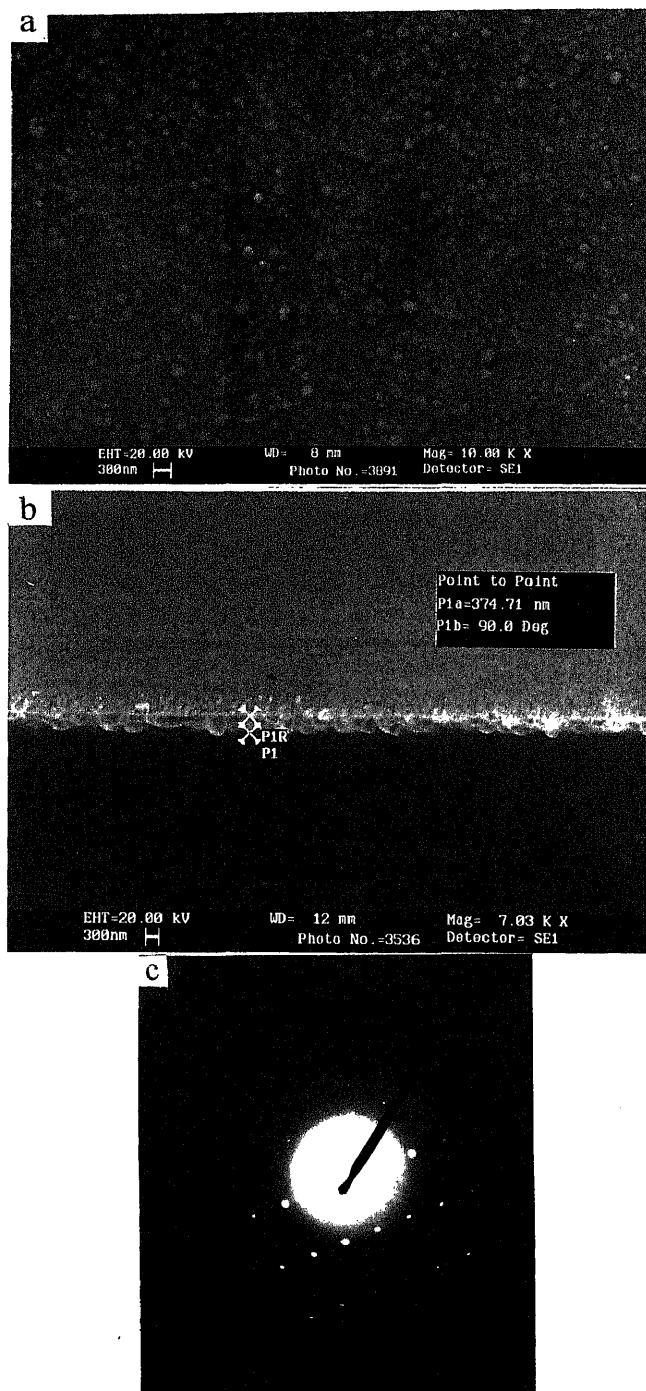 a
EHT=20.00 kV WD= 8 mm Mag= 10.00 K X
300nm Photo No.=3891 Detector= SE1
b
Point to Point
P1a=374.71 nm
P1b= 90.0 Deg
P1R
P1
EHT=20.00 kV WD= 12 mm Mag= 7.03 K X
300nm Photo No.=3536 Detector= SE1
c